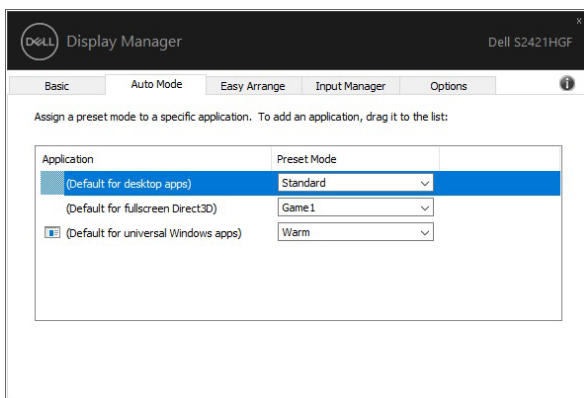 x
DELL Display Manager Dell S2421HGF
Basic Auto Mode Easy Arrange Input Manager Options i
Assign a preset mode to a specific application. To add an application, drag it to the list:
Application Preset Mode
(Default for desktop apps) Standard
(Default for fullscreen Direct3D) Game1
(Default for universal Windows apps) Warm